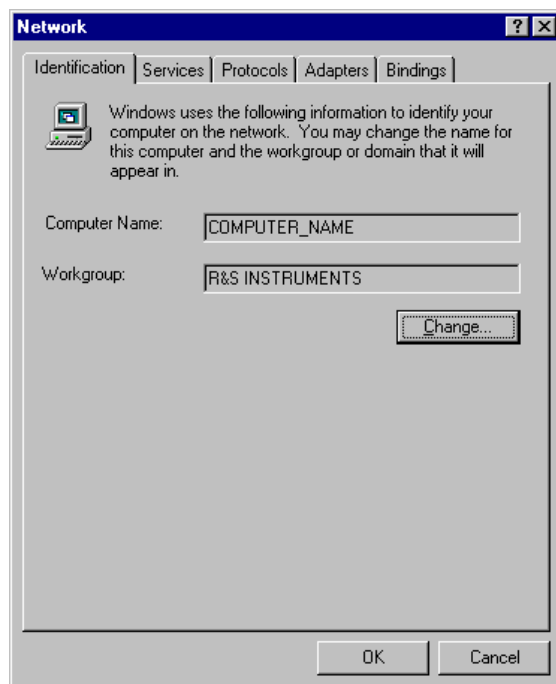 Network
Identification Services Protocols Adapters Bindings
Windows uses the following information to identify your
computer on the network. You may change the name for
this computer and the workgroup or domain that it will
appear in.
Computer Name: COMPUTER_NAME
Workgroup: R&S INSTRUMENTS
Change...
OK Cancel